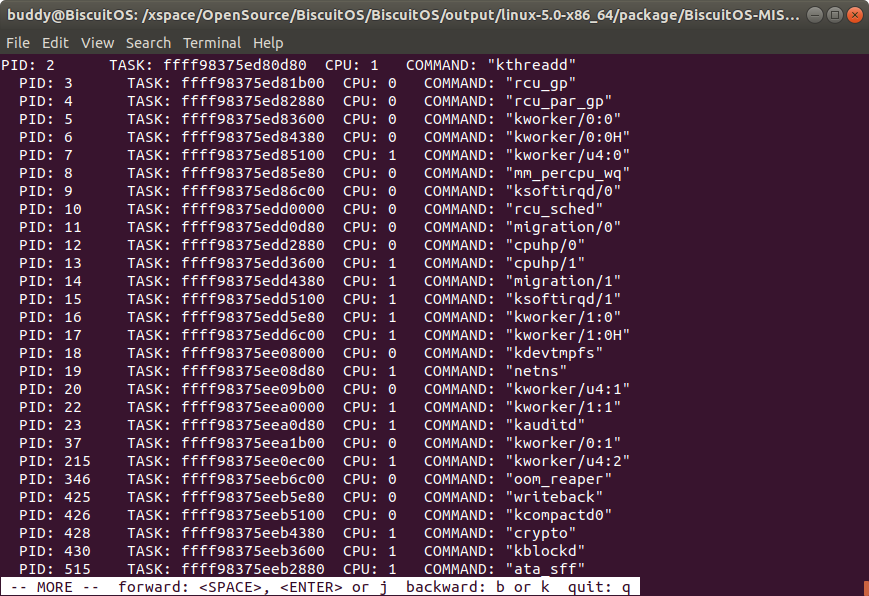 buddy@BiscuitOS: /xspace/OpenSource/BiscuitOS/BiscuitOS/output/linux-5.0-x86_64/package/BiscuitOS-MIS...
File Edit View Search Terminal Help
PID: 2 TASK: ffff98375ed80d80 CPU: 1 COMMAND: "kthreadd"
PID: 3 TASK: ffff98375ed81b00 CPU: 0 COMMAND: "rcu_gp"
PID: 4 TASK: ffff98375ed82880 CPU: 0 COMMAND: "rcu_par_gp"
PID: 5 TASK: ffff98375ed83600 CPU: 0 COMMAND: "kworker/0:0"
PID: 6 TASK: ffff98375ed84380 CPU: 0 COMMAND: "kworker/0:0H"
PID: 7 TASK: ffff98375ed85100 CPU: 1 COMMAND: "kworker/u4:0"
PID: 8 TASK: ffff98375ed85e80 CPU: 0 COMMAND: "mm_percpu_wq"
PID: 9 TASK: ffff98375ed86c00 CPU: 0 COMMAND: "ksoftirqd/0"
PID: 10 TASK: ffff98375edd0000 CPU: 0 COMMAND: "rcu_sched"
PID: 11 TASK: ffff98375edd0d80 CPU: 0 COMMAND: "migration/0"
PID: 12 TASK: ffff98375edd2880 CPU: 0 COMMAND: "cpuhp/0"
PID: 13 TASK: ffff98375edd3600 CPU: 1 COMMAND: "cpuhp/1"
PID: 14 TASK: ffff98375edd4380 CPU: 1 COMMAND: "migration/1"
PID: 15 TASK: ffff98375edd5100 CPU: 1 COMMAND: "ksoftirqd/1"
PID: 16 TASK: ffff98375edd5e80 CPU: 1 COMMAND: "kworker/1:0"
PID: 17 TASK: ffff98375edd6c00 CPU: 1 COMMAND: "kworker/1:0H"
PID: 18 TASK: ffff98375ee08000 CPU: 0 COMMAND: "kdevtmpfs"
PID: 19 TASK: ffff98375ee08d80 CPU: 1 COMMAND: "netns"
PID: 20 TASK: ffff98375ee09b00 CPU: 0 COMMAND: "kworker/u4:1"
PID: 22 TASK: ffff98375eea0000 CPU: 1 COMMAND: "kworker/1:1"
PID: 23 TASK: ffff98375eea0d80 CPU: 1 COMMAND: "kauditd"
PID: 37 TASK: ffff98375eea1b00 CPU: 0 COMMAND: "kworker/0:1"
PID: 215 TASK: ffff98375ee0ec00 CPU: 1 COMMAND: "kworker/u4:2"
PID: 346 TASK: ffff98375eeb6c00 CPU: 0 COMMAND: "oom_reaper"
PID: 425 TASK: ffff98375eeb5e80 CPU: 0 COMMAND: "writeback"
PID: 426 TASK: ffff98375eeb5100 CPU: 0 COMMAND: "kcompactd0"
PID: 428 TASK: ffff98375eeb4380 CPU: 1 COMMAND: "crypto"
PID: 430 TASK: ffff98375eeb3600 CPU: 1 COMMAND: "kblockd"
PID: 515 TASK: ffff98375eeb2880 CPU: 1 COMMAND: "ata_sff"
-- MORE -- forward: <SPACE>, <ENTER> or j backward: b or k quit: q